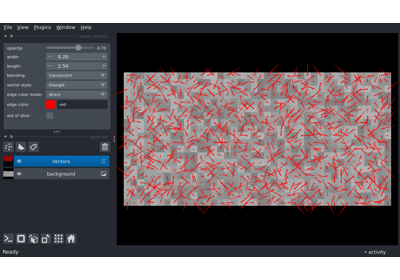 File View Plugins Window Help
opacity: 0.70
width: 0.20
length: 2.50
blending: translucent
vector style: triangle
edge color mode: direct
edge color: red
out of slice:
Vectors
background
Ready
activity